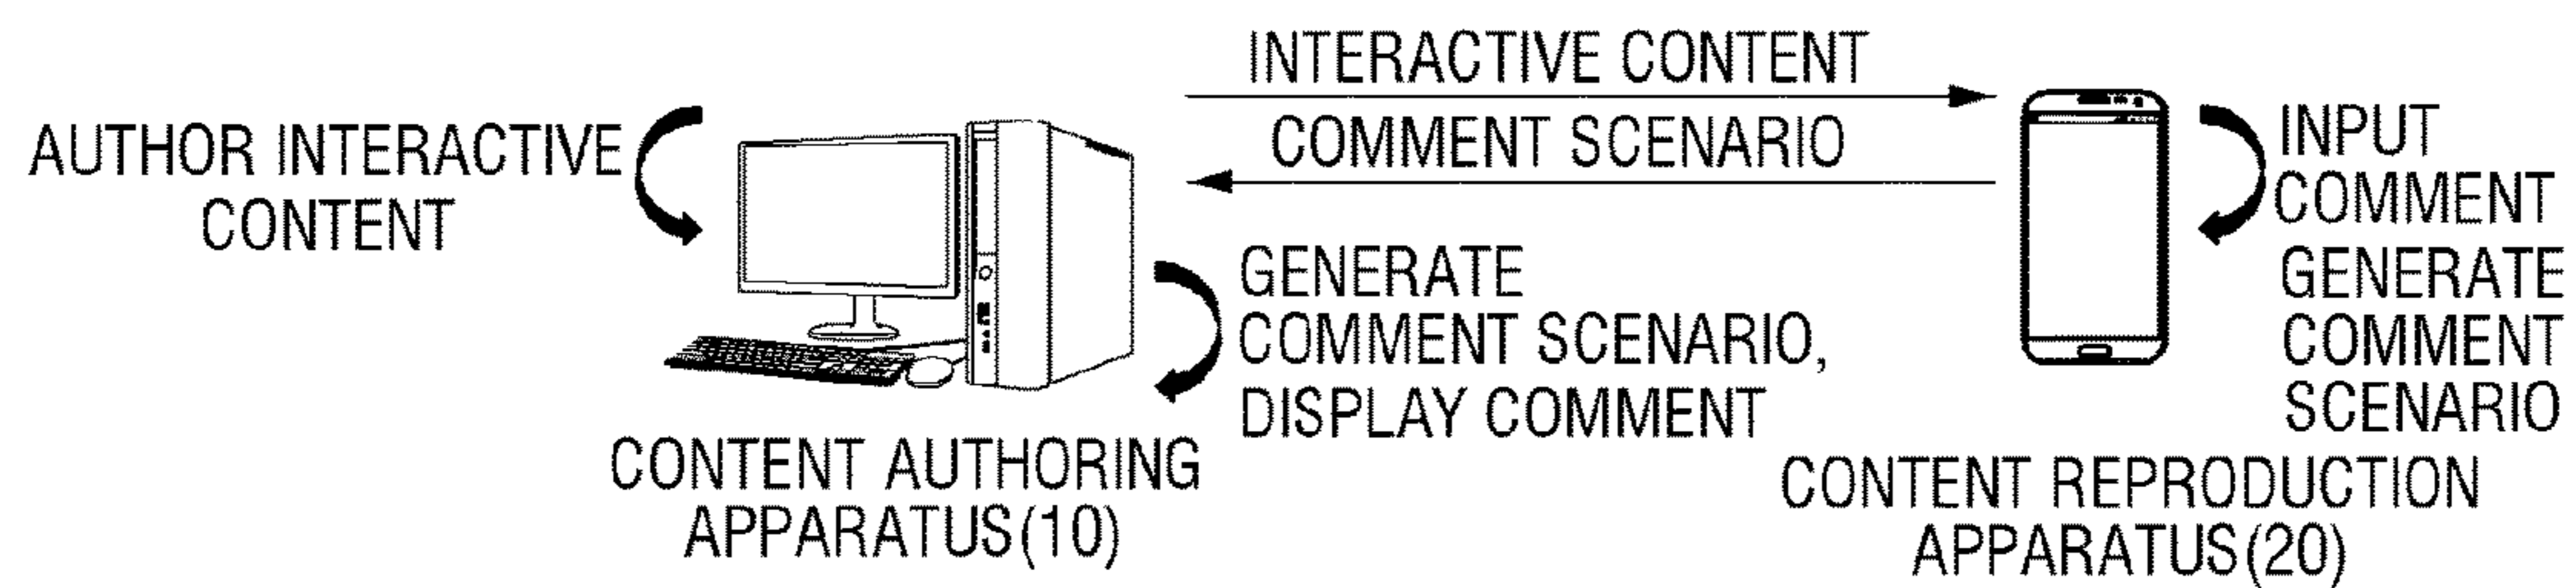 AUTHOR INTERACTIVE
CONTENT
INTERACTIVE CONTENT
COMMENT SCENARIO
INPUT
COMMENT
GENERATE
COMMENT
SCENARIO
GENERATE
COMMENT SCENARIO,
DISPLAY COMMENT
CONTENT AUTHORING
APPARATUS(10)
CONTENT REPRODUCTION
APPARATUS(20)